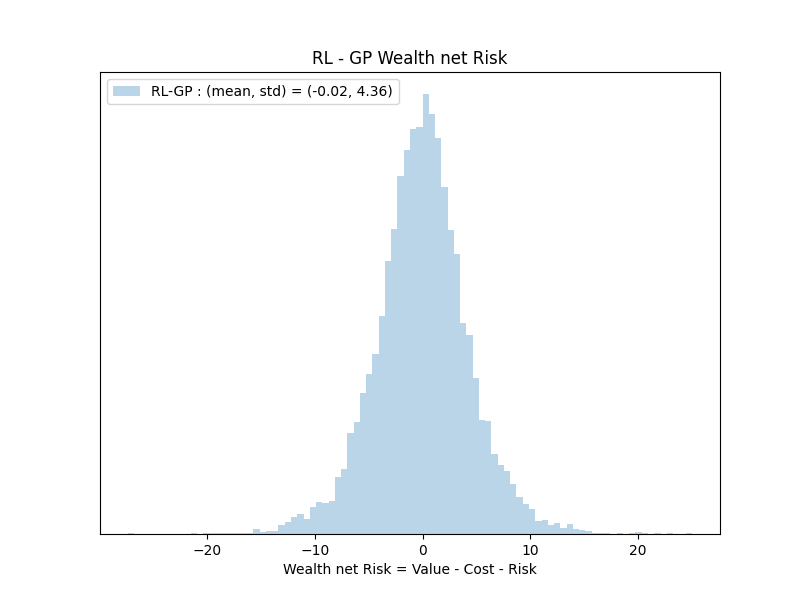 RL - GP Wealth net Risk
RL-GP : (mean, std) = (-0.02, 4.36)
−20 −10 0 10 20
Wealth net Risk = Value - Cost - Risk